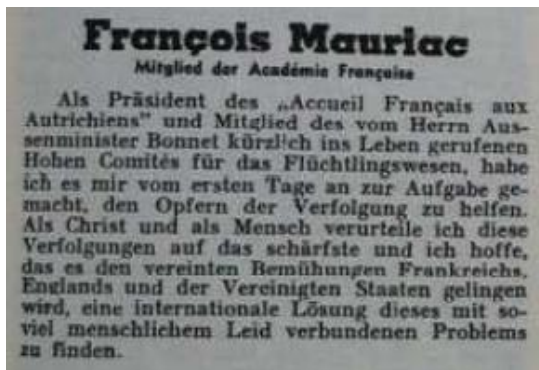 François Mauriac
Mitglied der Académie Française
Als Präsident des „Accueil Français aux
Autrichiens" und Mitglied des vom Herrn Aus-
senminister Bonnet kürzlich ins Leben gerufenen
Hohen Comités für das Flüchtlingswesen, habe
ich es mir vom ersten Tage an zur Aufgabe ge-
macht, den Opfern der Verfolgung zu helfen.
Als Christ und als Mensch verurteile ich diese
Verfolgungen auf das schärfste und ich hoffe,
das es den vereinten Bemühungen Frankreichs,
Englands und der Vereinigten Staaten gelingen
wird, eine internationale Lösung dieses mit so-
viel menschlichem Leid verbundenen Problems
zu finden.